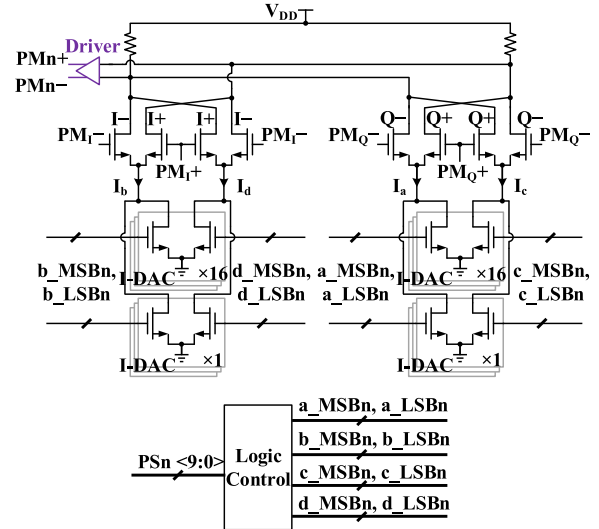 VDD
Driver
PMn+
PMn−
I− I+ I+ I− Q− Q+ Q+ Q−
PMI− PMI− PMQ− PMQ−
PMI+ PMQ+
Ib Id Ia Ic
I-DAC ×16 I-DAC ×16
b_MSBn, d_MSBn, a_MSBn, c_MSBn,
b_LSBn d_LSBn a_LSBn c_LSBn
I-DAC ×1 I-DAC ×1
a_MSBn, a_LSBn
b_MSBn, b_LSBn
PSn <9:0> Logic
Control
c_MSBn, c_LSBn
d_MSBn, d_LSBn